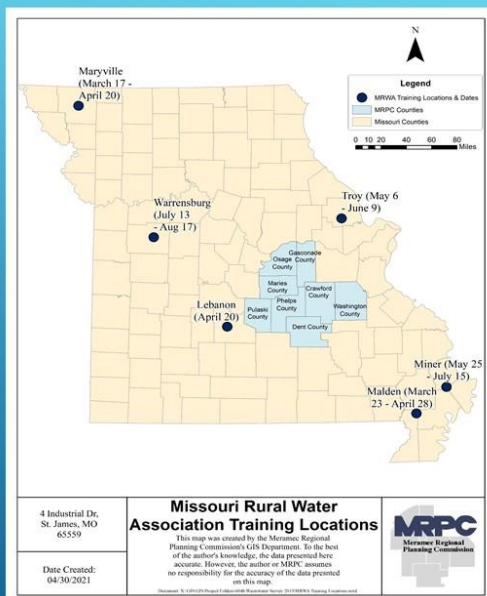 N
Maryville
(March 17 -
April 20)
Legend
MRWA Training Locations & Dates
MRPC Counties
Missouri Counties
0 10 20 40 60 80
Miles
Warrensburg
(July 13
- Aug 17)
Troy (May 6
- June 9)
Gasconade
County
Osage
County
Maries
County
Crawford
County
Phelps
County
Washington
County
Pulaski
County
Dent County
Lebanon
(April 20)
Miner (May 25
- July 15)
Malden (March
23 - April 28)
4 Industrial Dr,
St. James, MO
65559
Date Created:
04/30/2021
Missouri Rural Water
Association Training Locations
This map was created by the Meramec Regional
Planning Commission's GIS Department. To the best
of the author's knowledge, the data presented here
accurate. However, the author or MRPC assumes
no responsibility for the accuracy of the data presented
on this map.
MRPC
Meramec Regional
Planning Commission